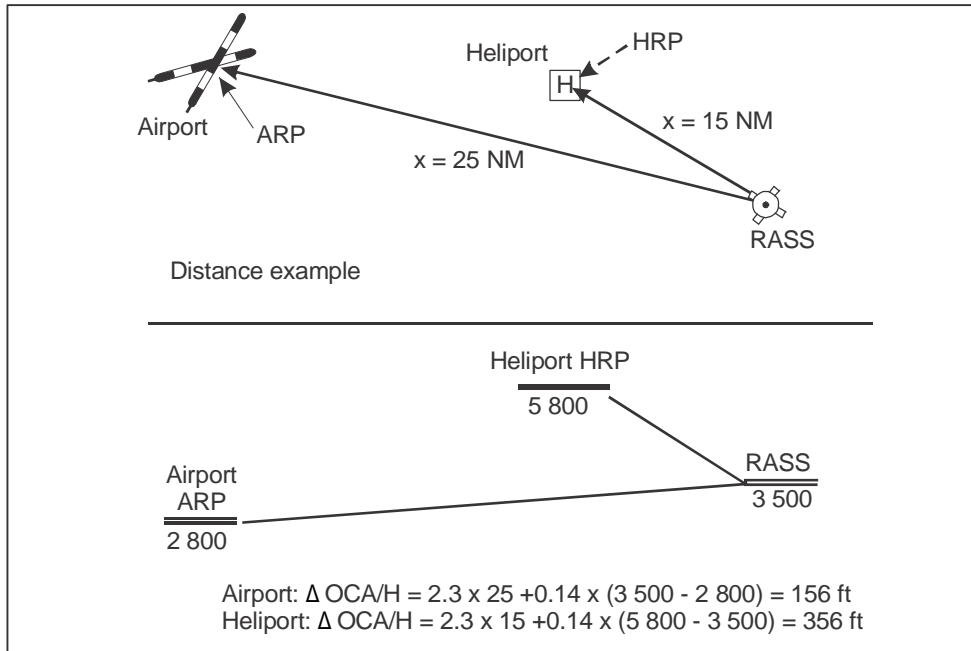 HRP
Heliport
H
Airport
ARP
x = 15 NM
x = 25 NM
RASS
Distance example
Heliport HRP
5 800
Airport
ARP
2 800
RASS
3 500
Airport: Δ OCA/H = 2.3 x 25 +0.14 x (3 500 - 2 800) = 156 ft
Heliport: Δ OCA/H = 2.3 x 15 +0.14 x (5 800 - 3 500) = 356 ft